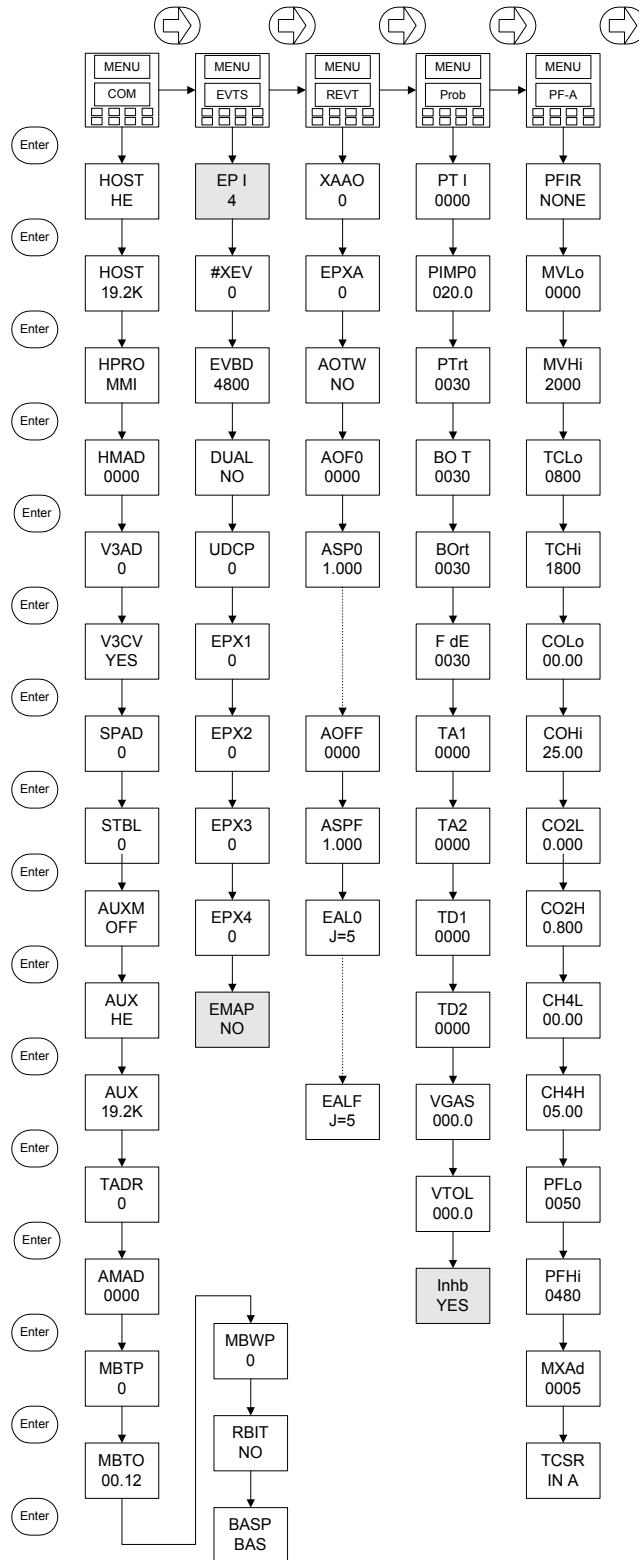 MENU
COM
MENU
EVTS
MENU
REVT
MENU
Prob
MENU
PF-A
Enter
HOST
HE
EP I
4
XAAO
0
PT I
0000
PFIR
NONE
Enter
HOST
19.2K
#XEV
0
EPXA
0
PIMP0
020.0
MVLo
0000
Enter
HPRO
MMI
EVBD
4800
AOTW
NO
PTrt
0030
MVHi
2000
Enter
HMAD
0000
DUAL
NO
AOF0
0000
BO T
0030
TCLo
0800
Enter
V3AD
0
UDCP
0
ASP0
1.000
BOrt
0030
TCHi
1800
Enter
V3CV
YES
EPX1
0
F dE
0030
COLo
00.00
Enter
SPAD
0
EPX2
0
AOFF
0000
TA1
0000
COHi
25.00
Enter
STBL
0
EPX3
0
ASPF
1.000
TA2
0000
CO2L
0.000
Enter
AUXM
OFF
EPX4
0
EAL0
J=5
TD1
0000
CO2H
0.800
Enter
AUX
HE
EMAP
NO
TD2
0000
CH4L
00.00
Enter
AUX
19.2K
EALF
J=5
VGAS
000.0
CH4H
05.00
Enter
TADR
0
VTOL
000.0
PFLo
0050
Enter
AMAD
0000
Inhb
YES
PFHi
0480
Enter
MBTP
0
MBWP
0
MXAd
0005
Enter
MBTO
00.12
RBIT
NO
TCSR
IN A
Enter
BASP
BAS